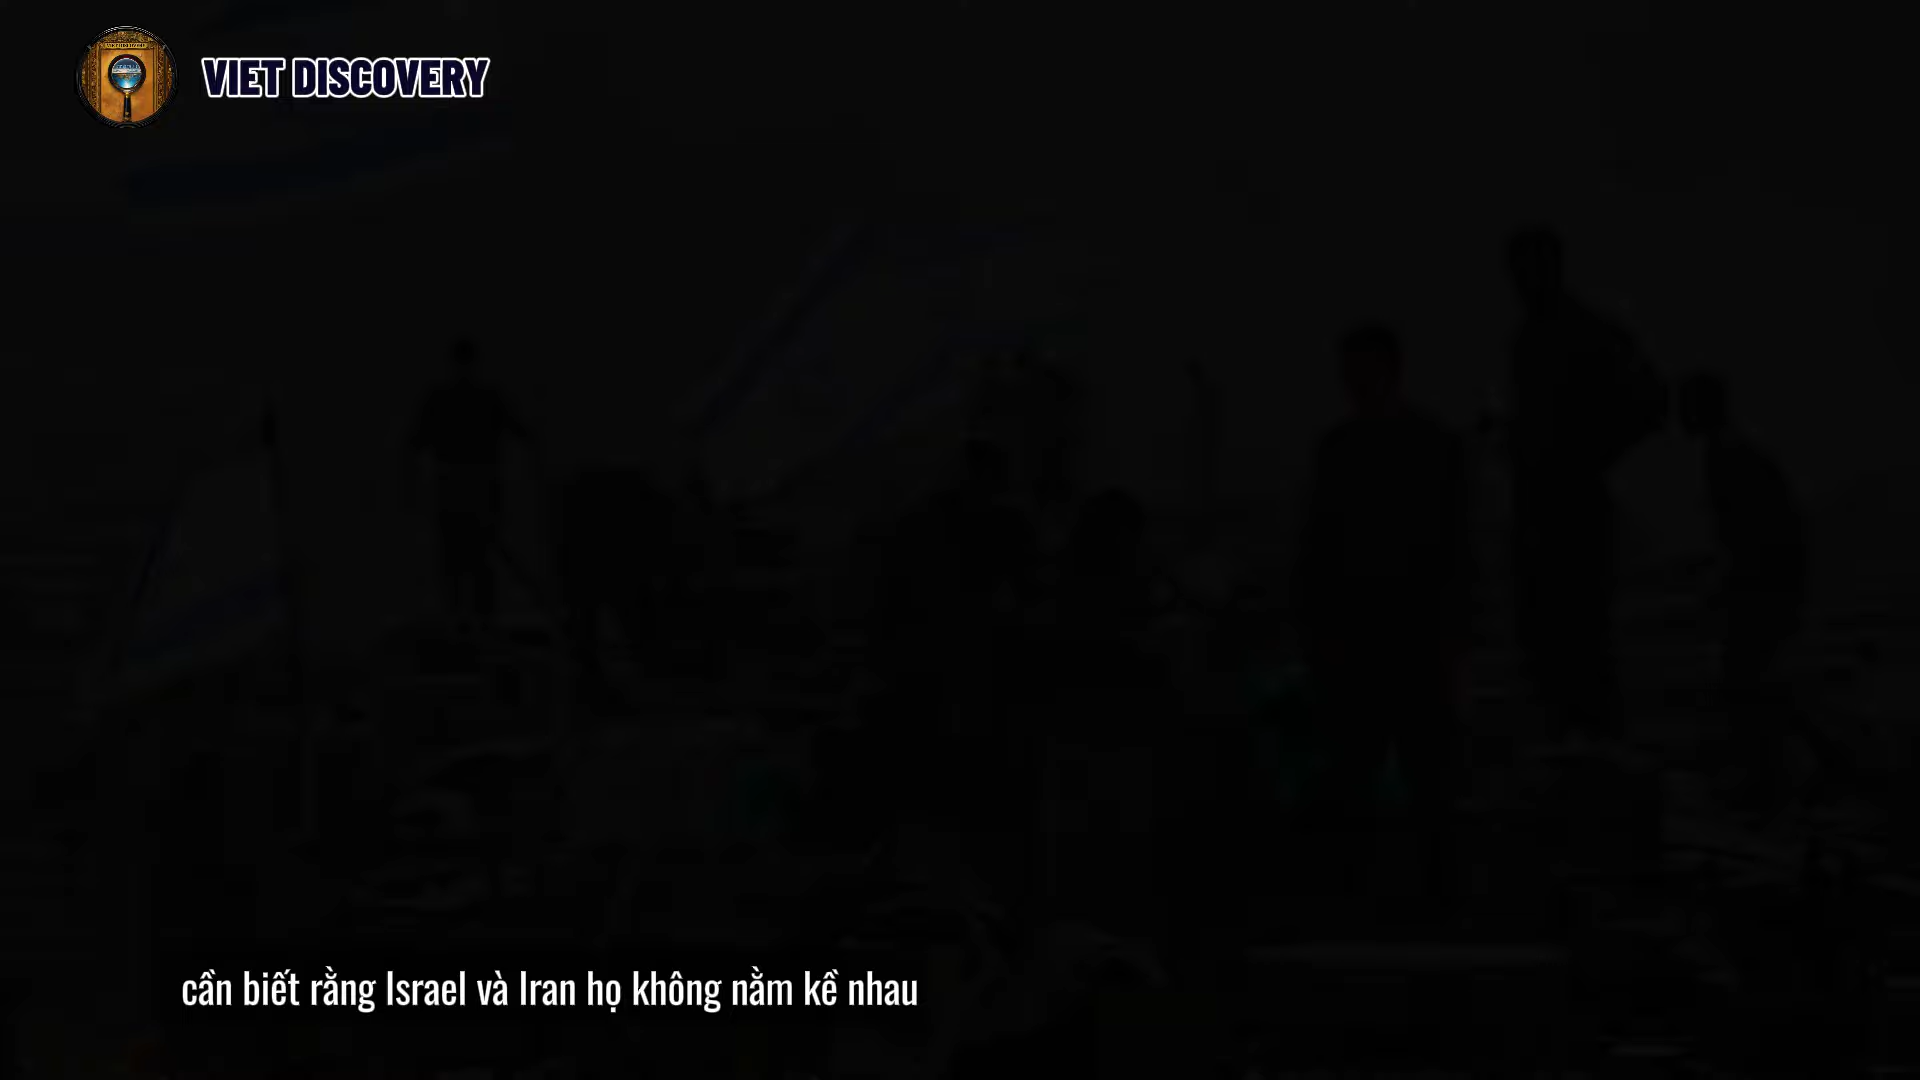 VIET DISCOVERY
cần biết rằng Israel và Iran họ không nằm kề nhau